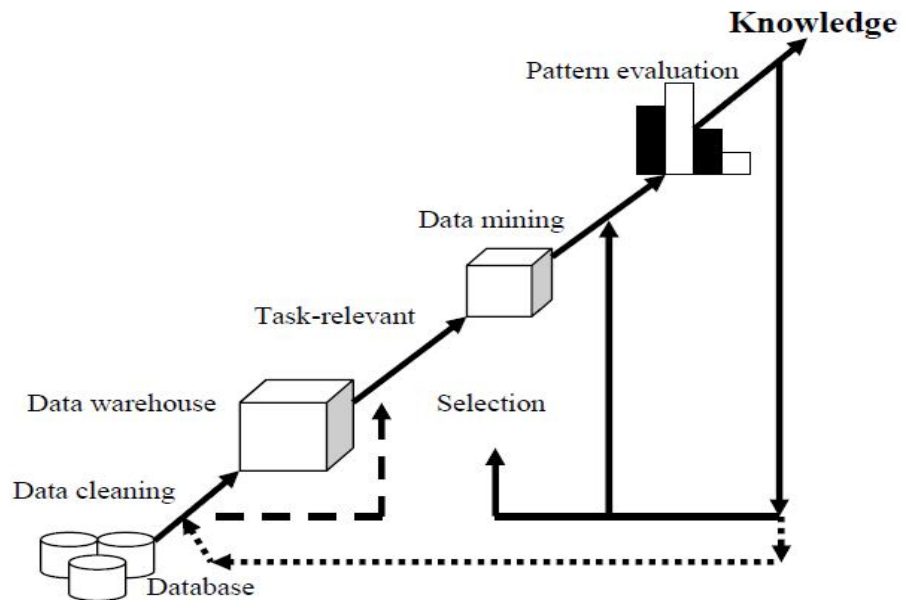 Knowledge
Pattern evaluation
Data mining
Task-relevant
Data warehouse
Selection
Data cleaning
Database